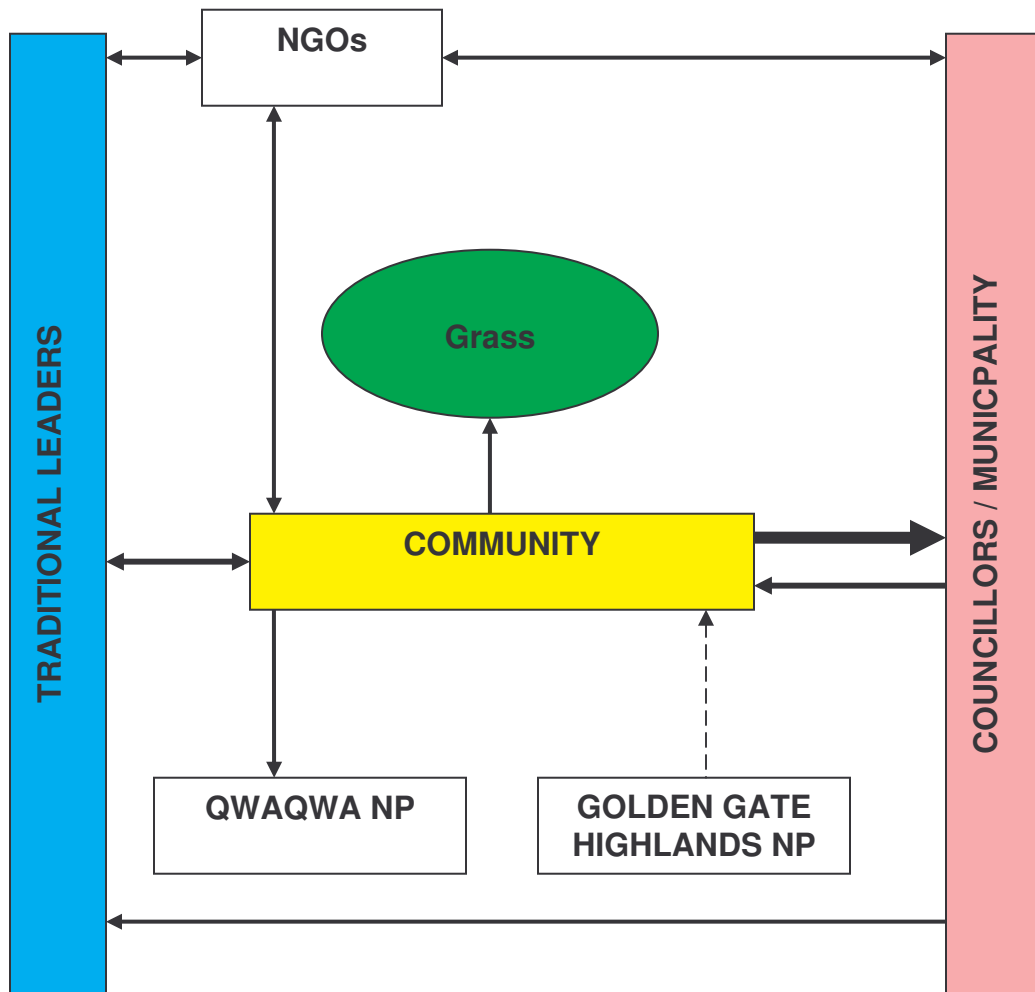 NGOs
TRADITIONAL LEADERS
Grass
COUNCILLORS / MUNICPALITY
COMMUNITY
QWAQWA NP
GOLDEN GATE
HIGHLANDS NP